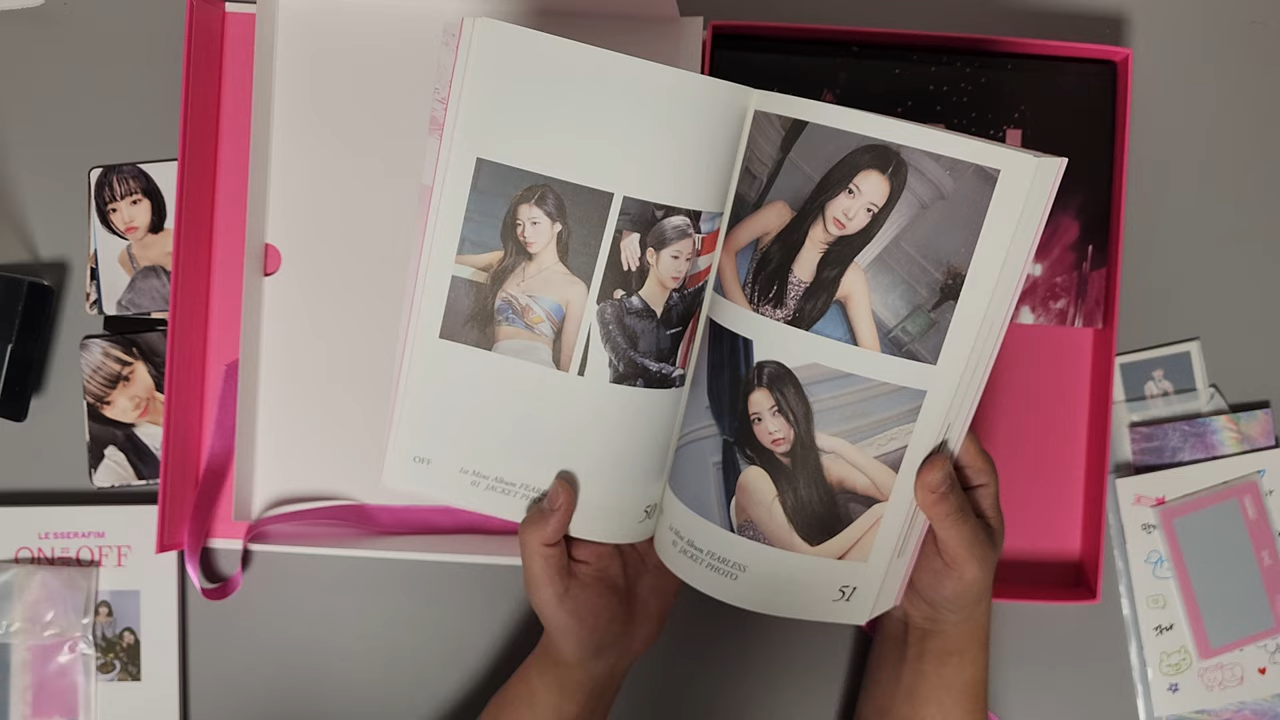 LE SSERAFIM
ON OFF
OFF
1st Mini Album
01 JACKET PHOTO
50
1st Mini Album FEARLESS
01 JACKET PHOTO
51